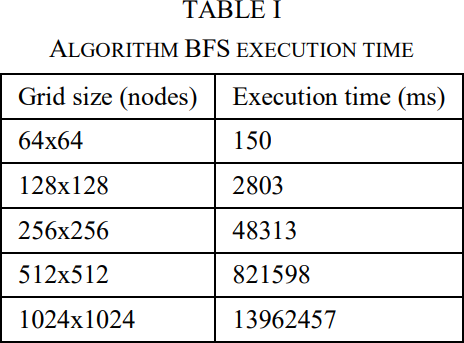 TABLE I
ALGORITHM BFS EXECUTION TIME
Grid size (nodes) Execution time (ms)
64x64 150
128x128 2803
256x256 48313
512x512 821598
1024x1024 13962457